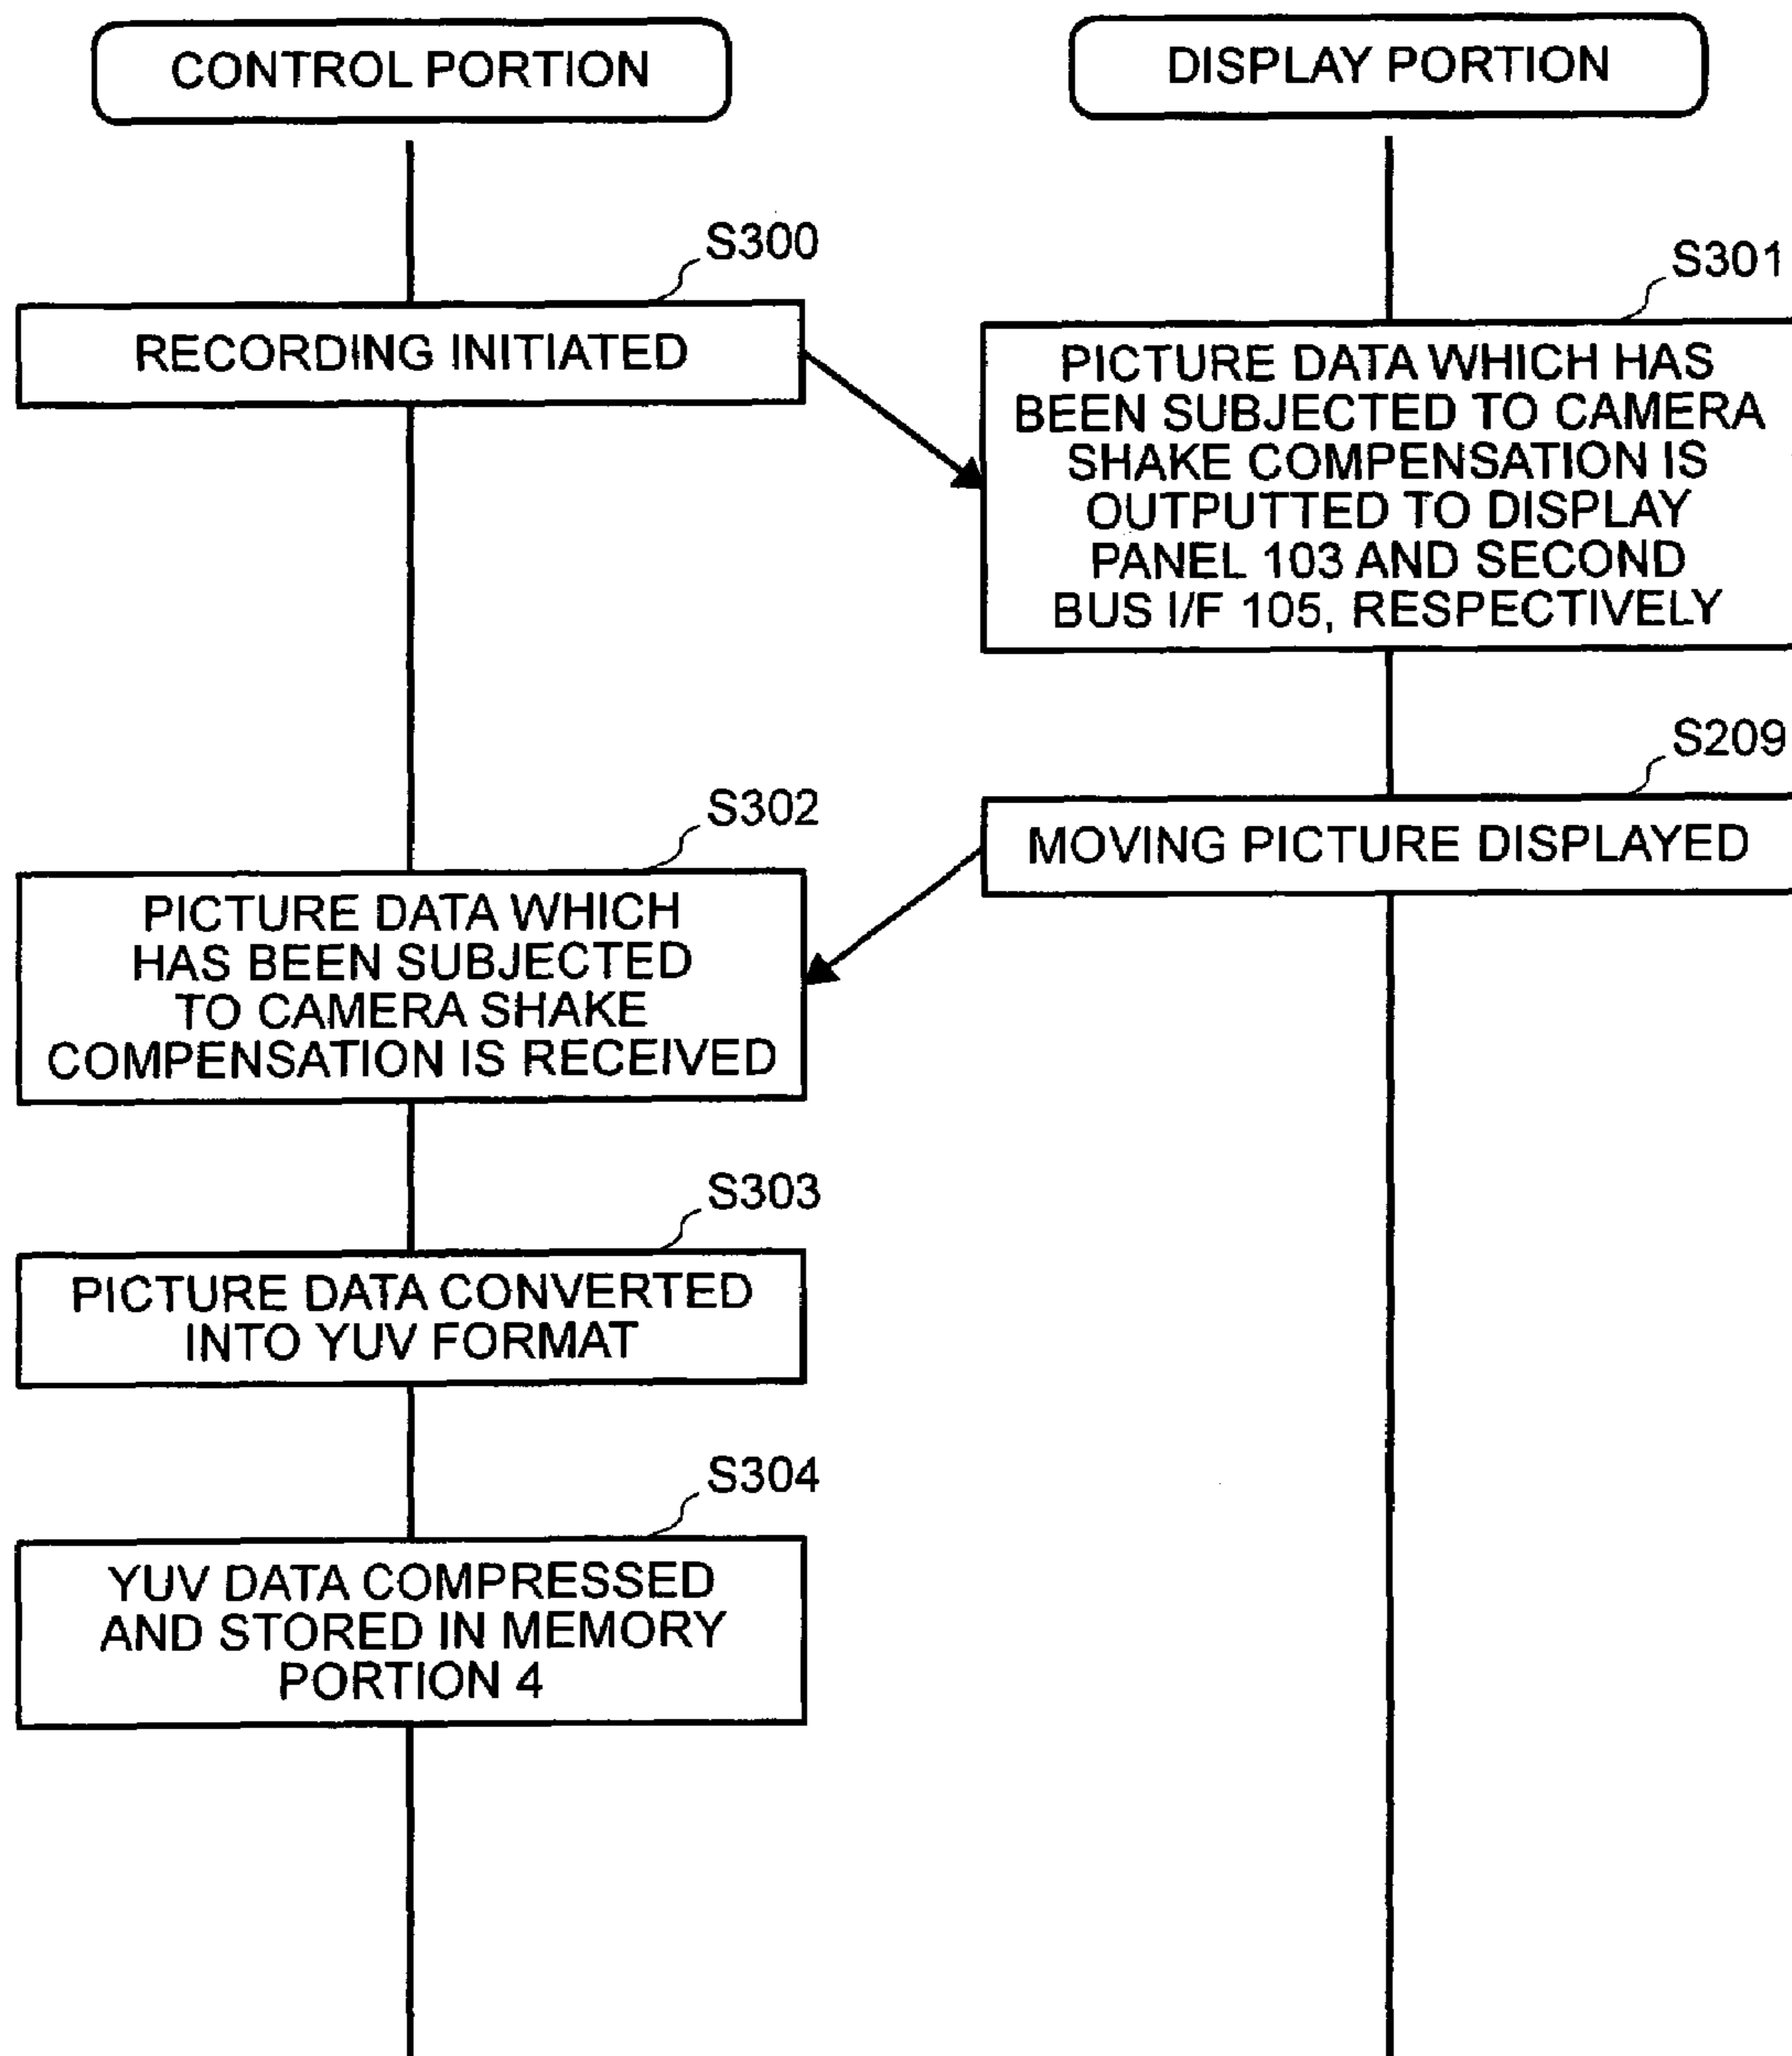 CONTROL PORTION
DISPLAY PORTION
S300
RECORDING INITIATED
S301
PICTURE DATA WHICH HAS
BEEN SUBJECTED TO CAMERA
SHAKE COMPENSATION IS
OUTPUTTED TO DISPLAY
PANEL 103 AND SECOND
BUS I/F 105, RESPECTIVELY
S209
MOVING PICTURE DISPLAYED
S302
PICTURE DATA WHICH
HAS BEEN SUBJECTED
TO CAMERA SHAKE
COMPENSATION IS RECEIVED
S303
PICTURE DATA CONVERTED
INTO YUV FORMAT
S304
YUV DATA COMPRESSED
AND STORED IN MEMORY
PORTION 4